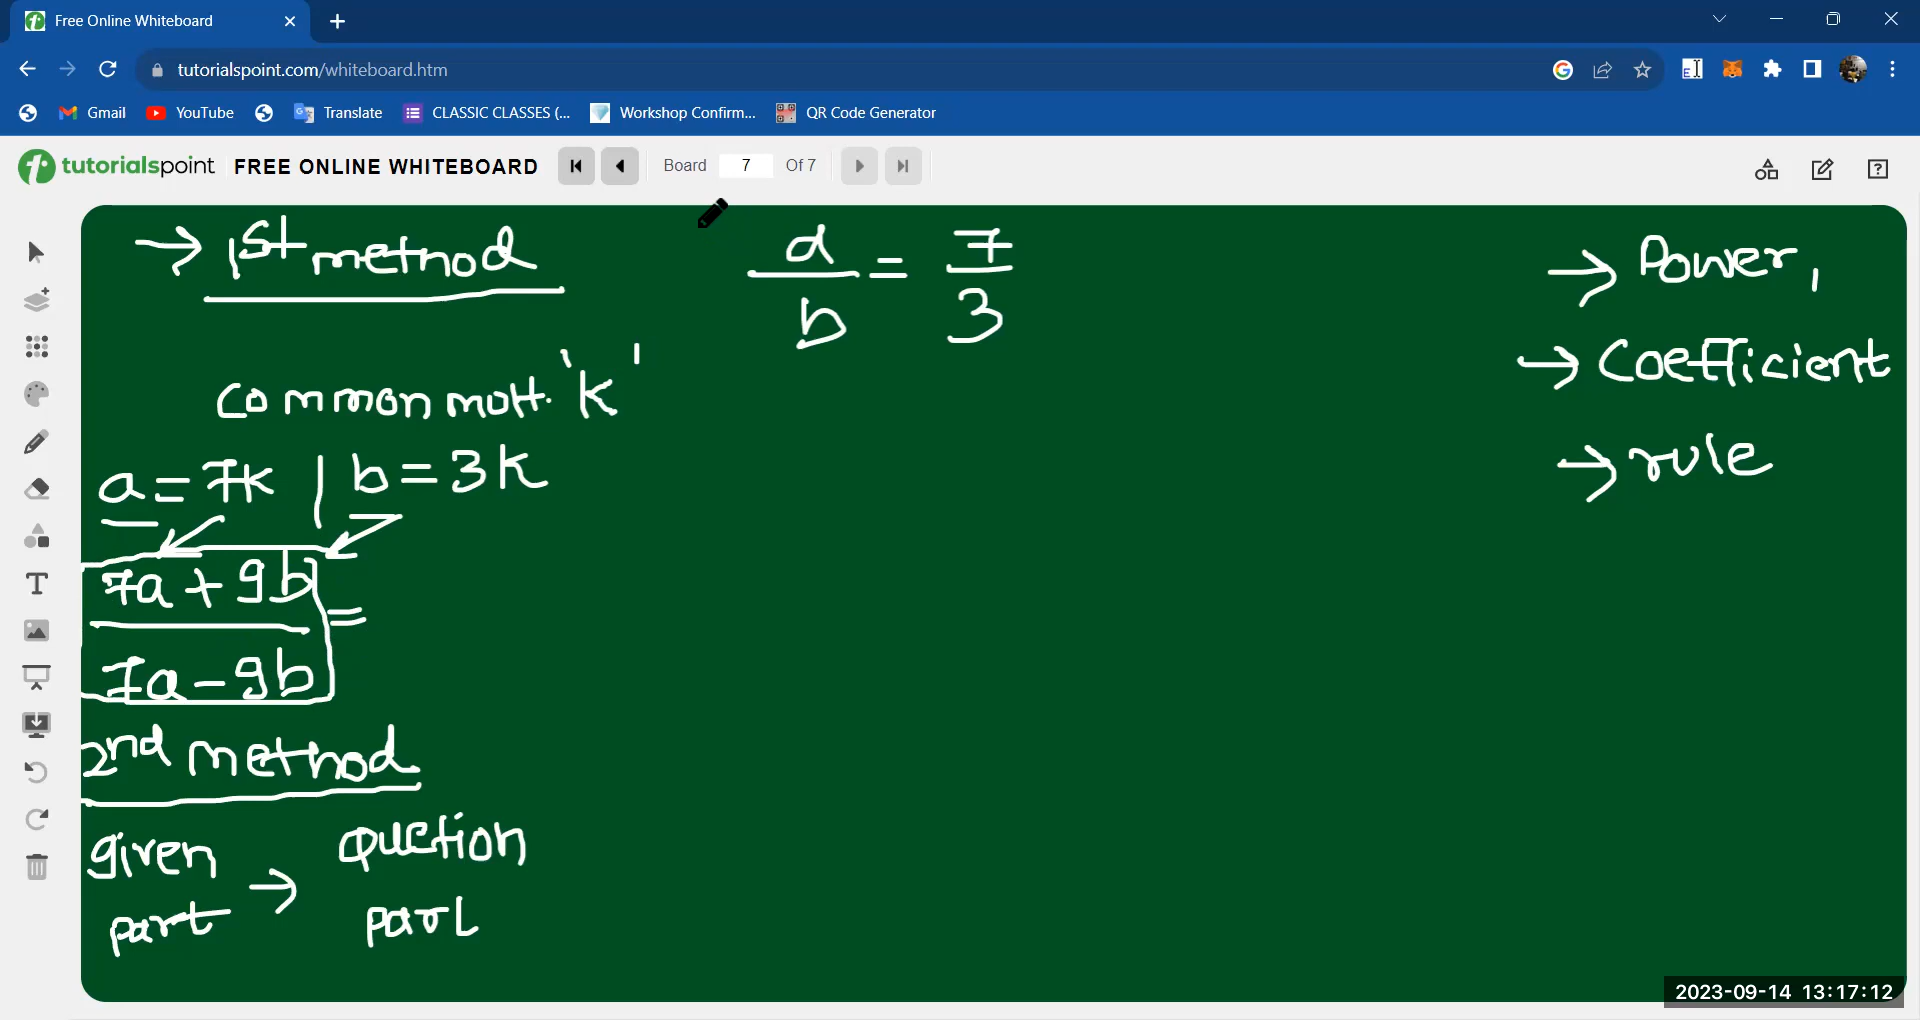 Free Online Whiteboard
tutorialspoint.com/whiteboard.htm
Gmail YouTube Translate CLASSIC CLASSES (... Workshop Confirm... QR Code Generator
tutorialspoint FREE ONLINE WHITEBOARD Board 7 Of 7
→ 1st method
a/b = 7/3
→ Power,
→ Coefficient
→ rule
Common mult. 'k'
a = 7k | b = 3k
7a + 9b
7a - 9b
=
2nd method
given part → quction part
2023-09-14 13:17:12